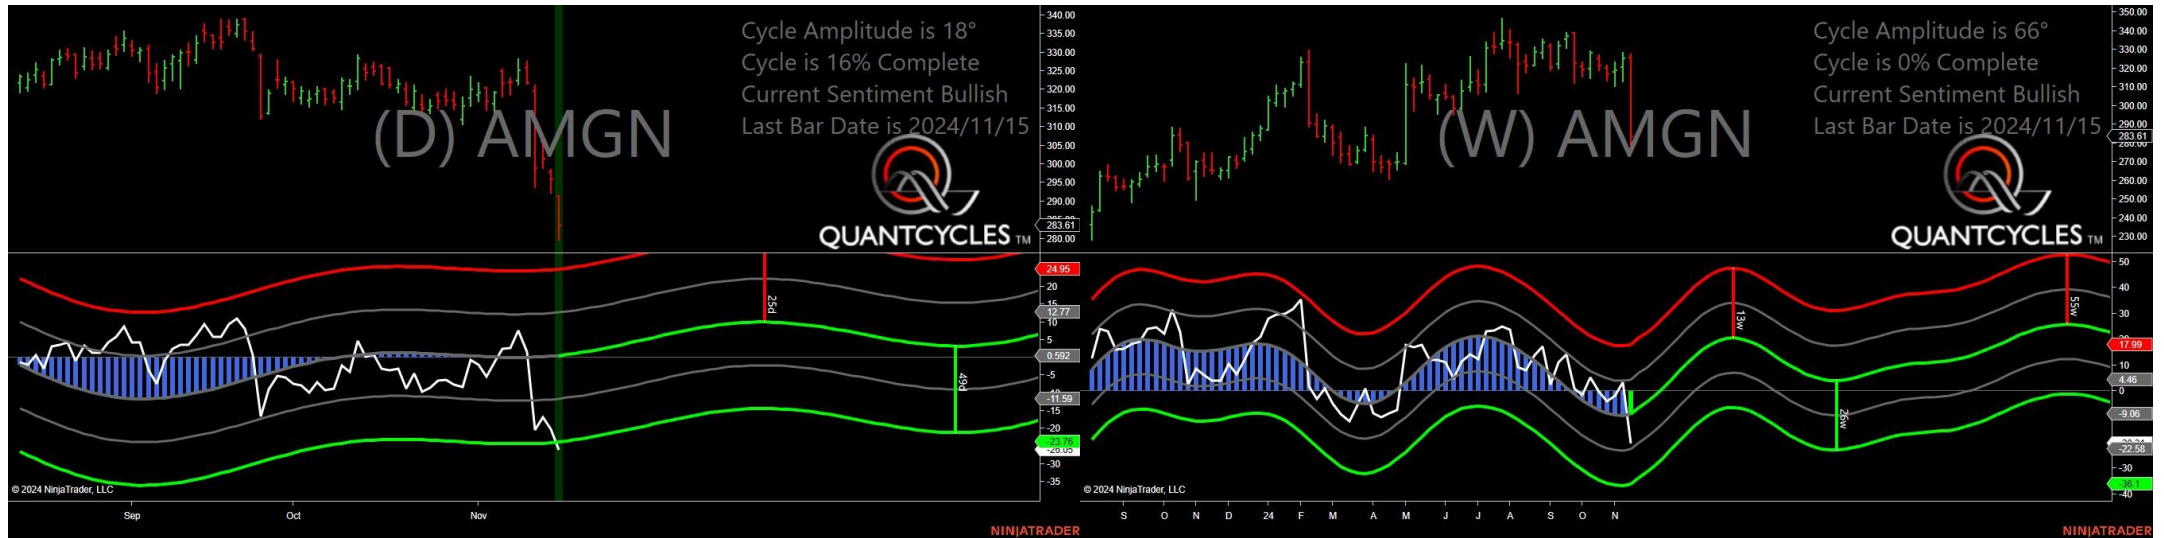 Cycle Amplitude is 18°
Cycle is 16% Complete
Current Sentiment Bullish
Last Bar Date is 2024/11/15
(D) AMGN
QUANTCYCLES TM
340.00
335.00
330.00
325.00
320.00
315.00
310.00
305.00
300.00
295.00
290.00
283.61
280.00
25d
49d
24.95
20
15
12.77
10
5
0.592
-5
-11.59
-15
-20
-23.76
-26.05
-30
-35
© 2024 NinjaTrader, LLC
Sep
Oct
Nov
NINJATRADER
Cycle Amplitude is 66°
Cycle is 0% Complete
Current Sentiment Bullish
Last Bar Date is 2024/11/15
(W) AMGN
QUANTCYCLES TM
350.00
340.00
330.00
320.00
310.00
300.00
290.00
283.61
280.00
270.00
260.00
250.00
240.00
230.00
13w
26w
55w
50
40
30
17.99
10
4.46
0
-9.06
-22.58
-30
-36.1
-40
© 2024 NinjaTrader, LLC
S
O
N
D
24
F
M
A
M
J
J
A
S
O
N
NINJATRADER